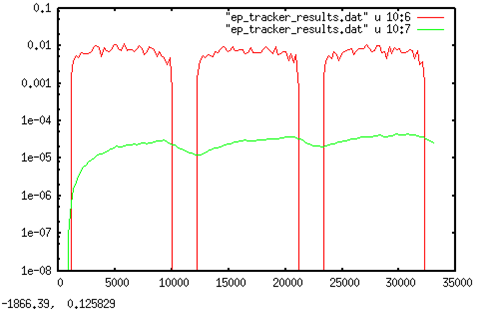 "ep_tracker_results.dat" u 10:6
"ep_tracker_results.dat" u 10:7
0.1
0.01
0.001
1e-04
1e-05
1e-06
1e-07
1e-08
0 5000 10000 15000 20000 25000 30000 35000
-1866.39, 0.125829